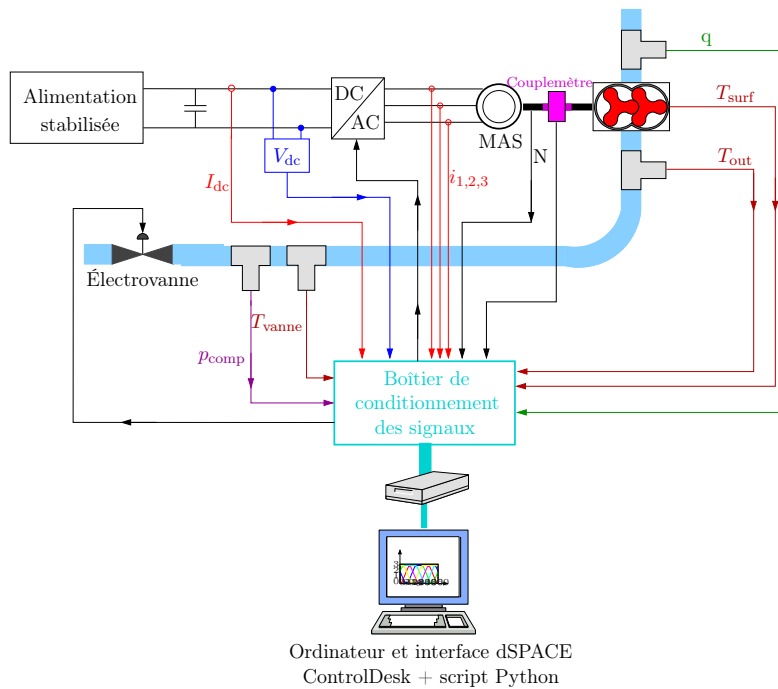 q
Alimentation
stabilisée
DC
AC
Couplemètre
MAS
T_surf
T_out
N
V_dc
I_dc
i_1,2,3
Électrovanne
T_vanne
p_comp
Boîtier de
conditionnement
des signaux
Ordinateur et interface dSPACE
ControlDesk + script Python